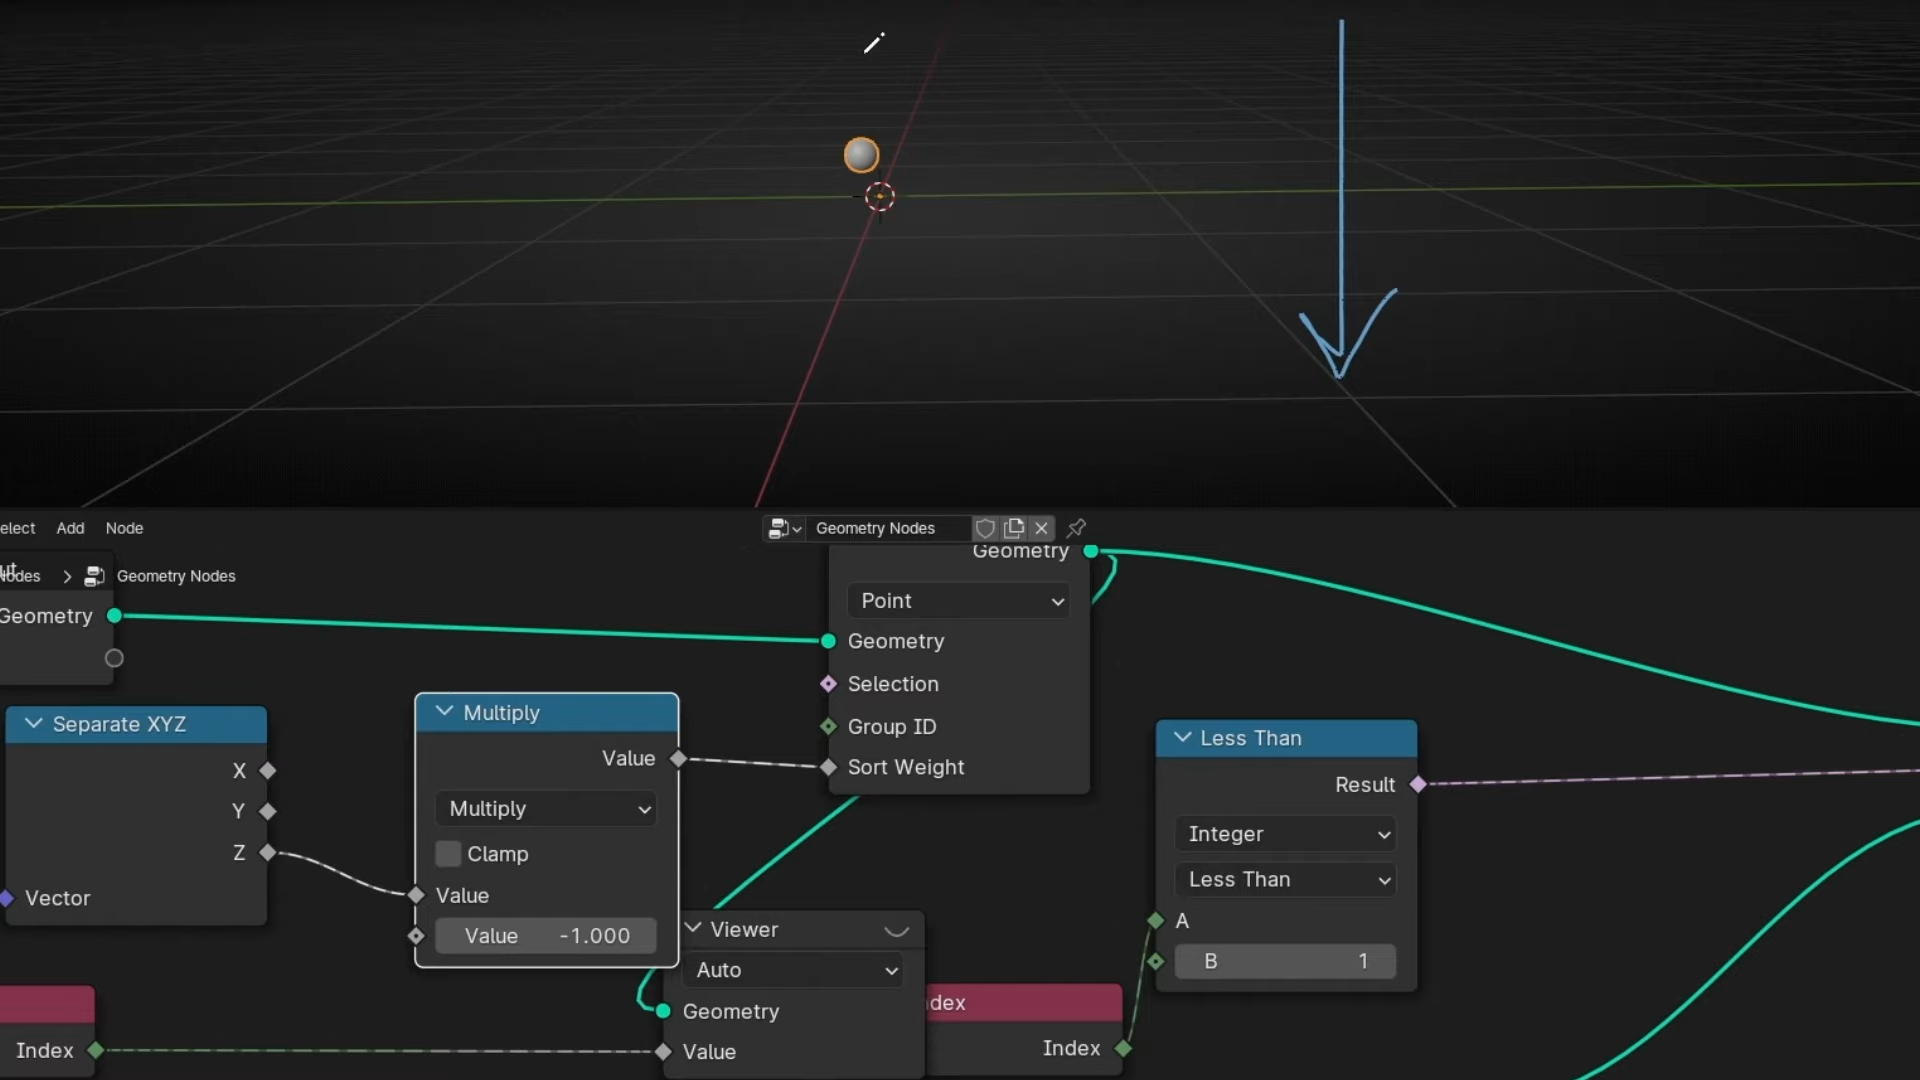 elect Add Node
Geometry Nodes
Nodes > Geometry Nodes
Geometry
Geometry
Point
Geometry
Selection
Group ID
Sort Weight
Separate XYZ
X
Y
Z
Vector
Multiply
Value
Multiply
Clamp
Value
Value -1.000
Less Than
Result
Integer
Less Than
A
B 1
Viewer
Auto
Geometry
Value
Index
ndex
Index